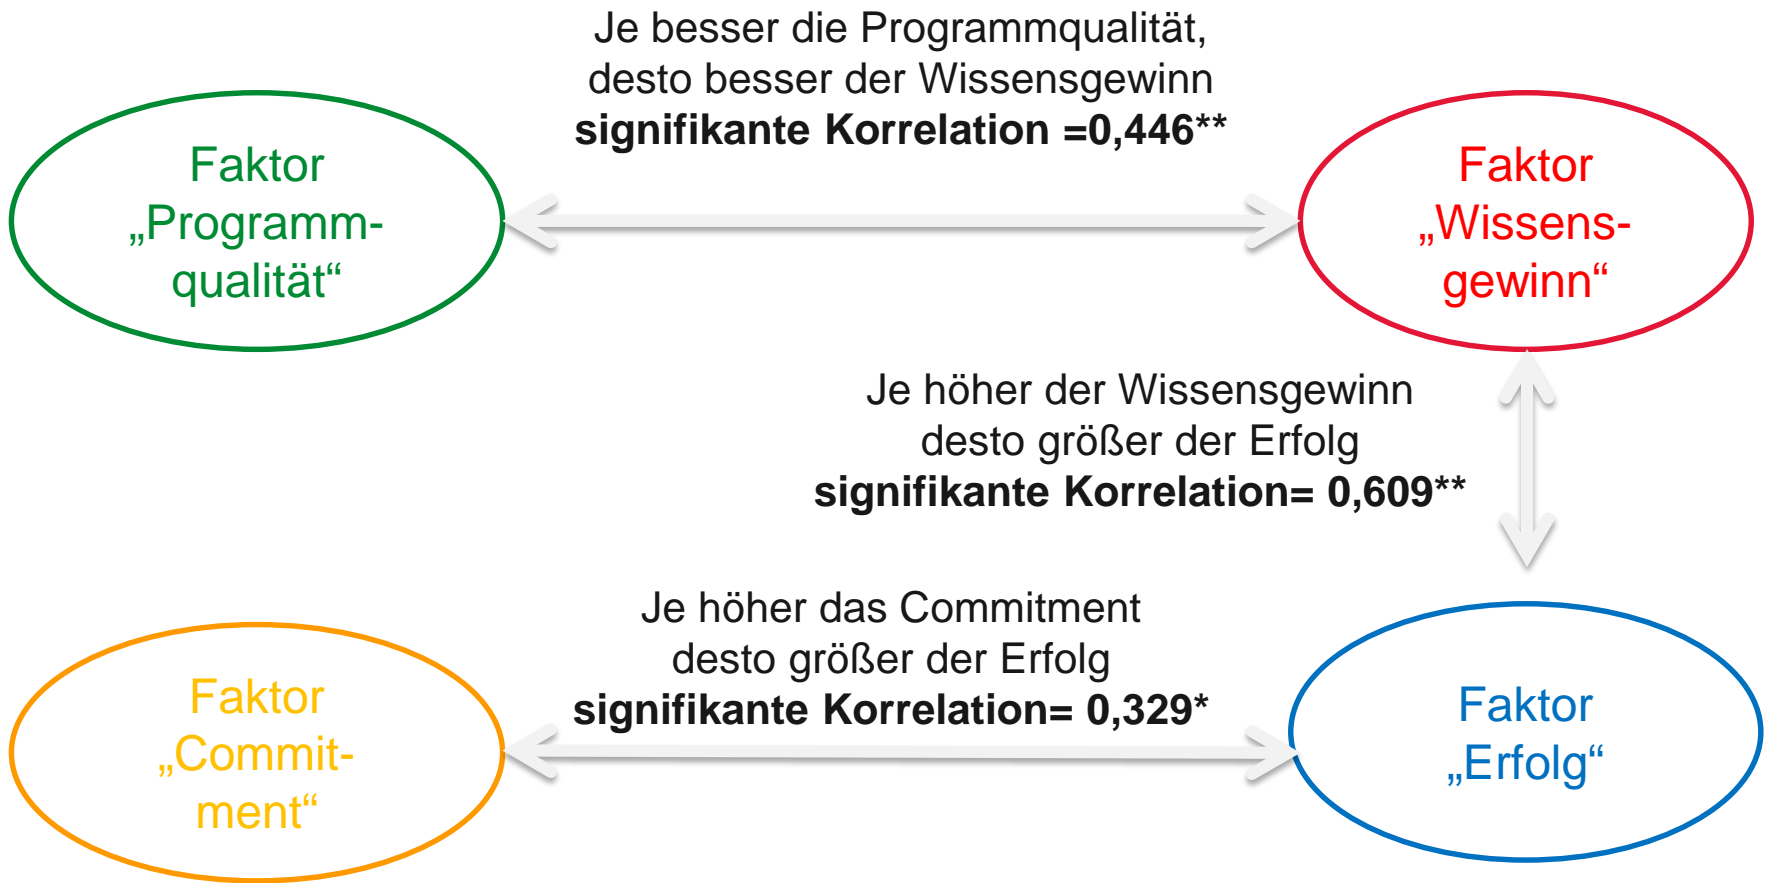 Je besser die Programmqualität,
desto besser der Wissensgewinn
signifikante Korrelation =0,446**
Faktor
„Programm-
qualität“
Faktor
„Wissens-
gewinn“
Je höher der Wissensgewinn
desto größer der Erfolg
signifikante Korrelation= 0,609**
Je höher das Commitment
desto größer der Erfolg
signifikante Korrelation= 0,329*
Faktor
„Commit-
ment“
Faktor
„Erfolg“